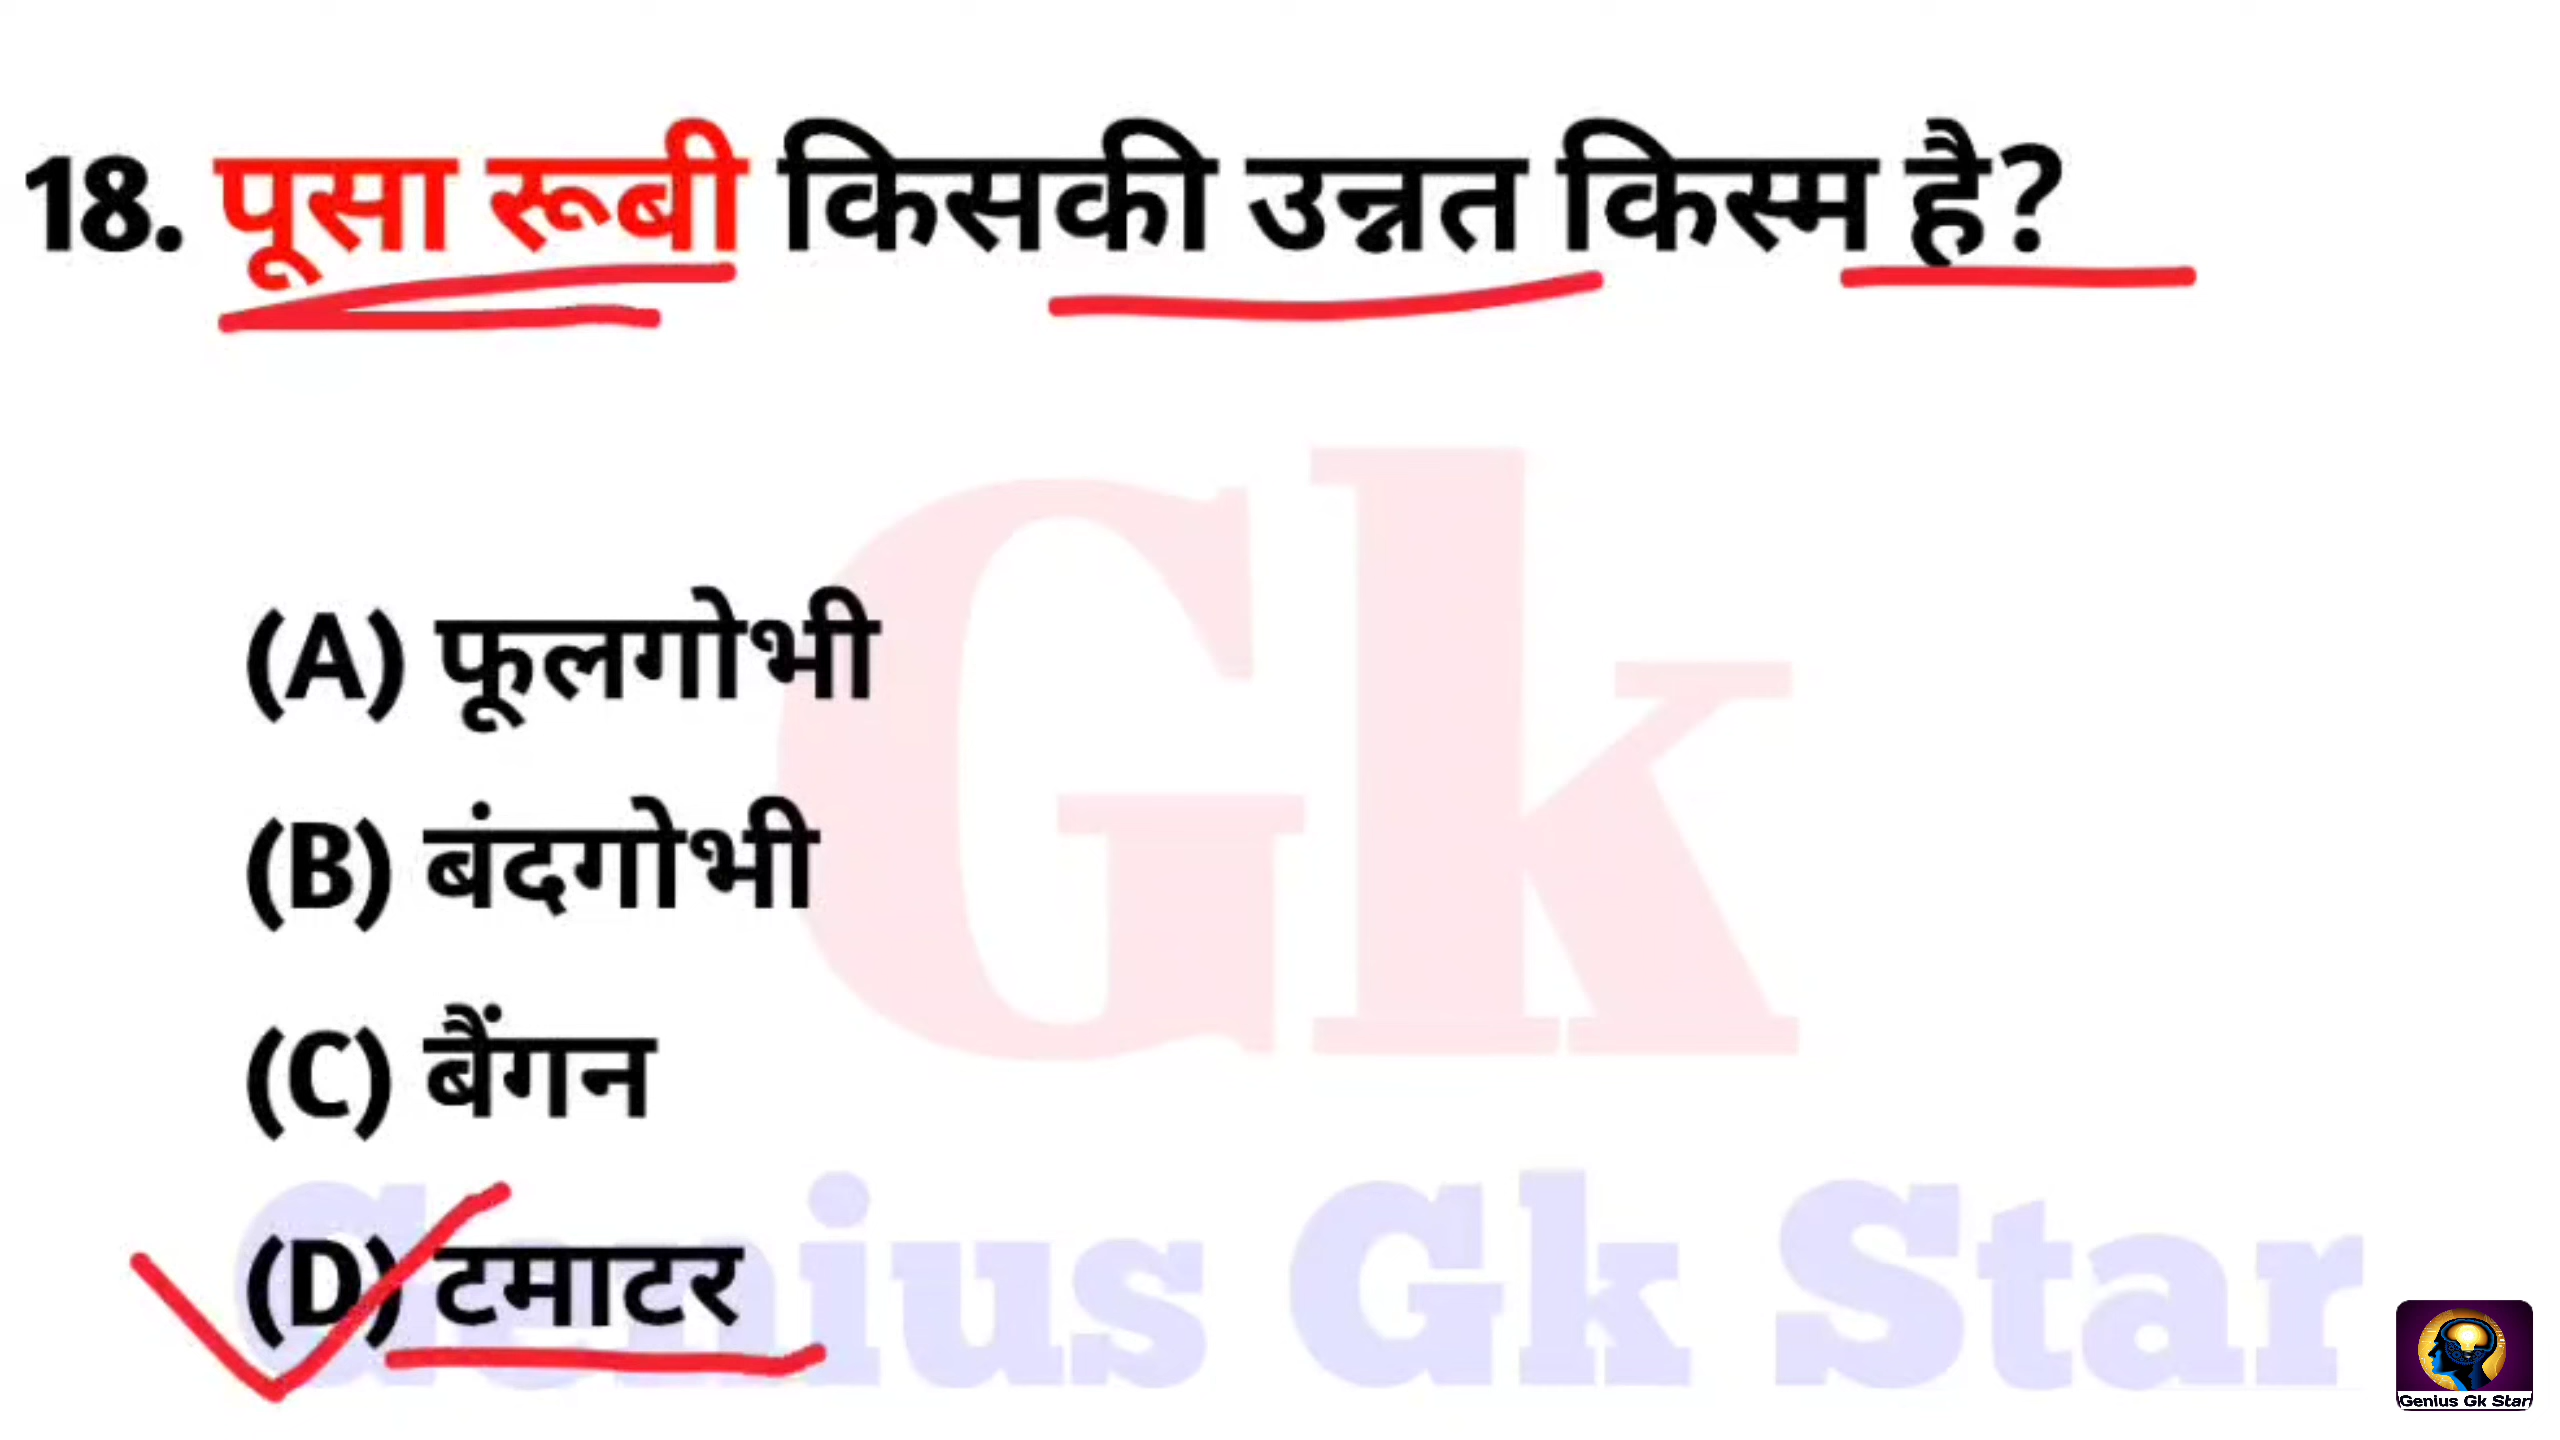 18. पूसा रूबी किसकी उन्नत किस्म है?
(A) फूलगोभी
(B) बंदगोभी
(C) बैंगन
(D) टमाटर
Gk
Genius Gk Star
Genius Gk Star